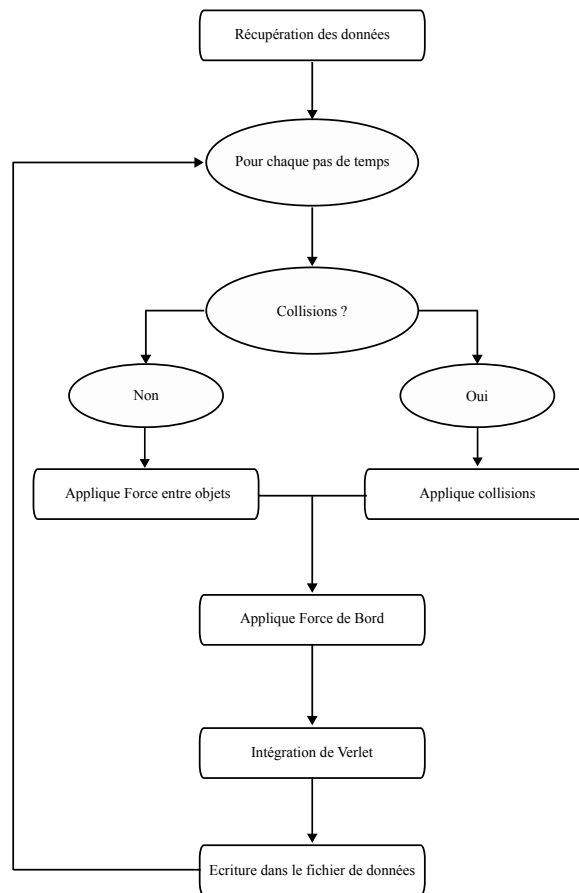 Récupération des données
Pour chaque pas de temps
Collisions ?
Non
Oui
Applique Force entre objets
Applique collisions
Applique Force de Bord
Intégration de Verlet
Ecriture dans le fichier de données